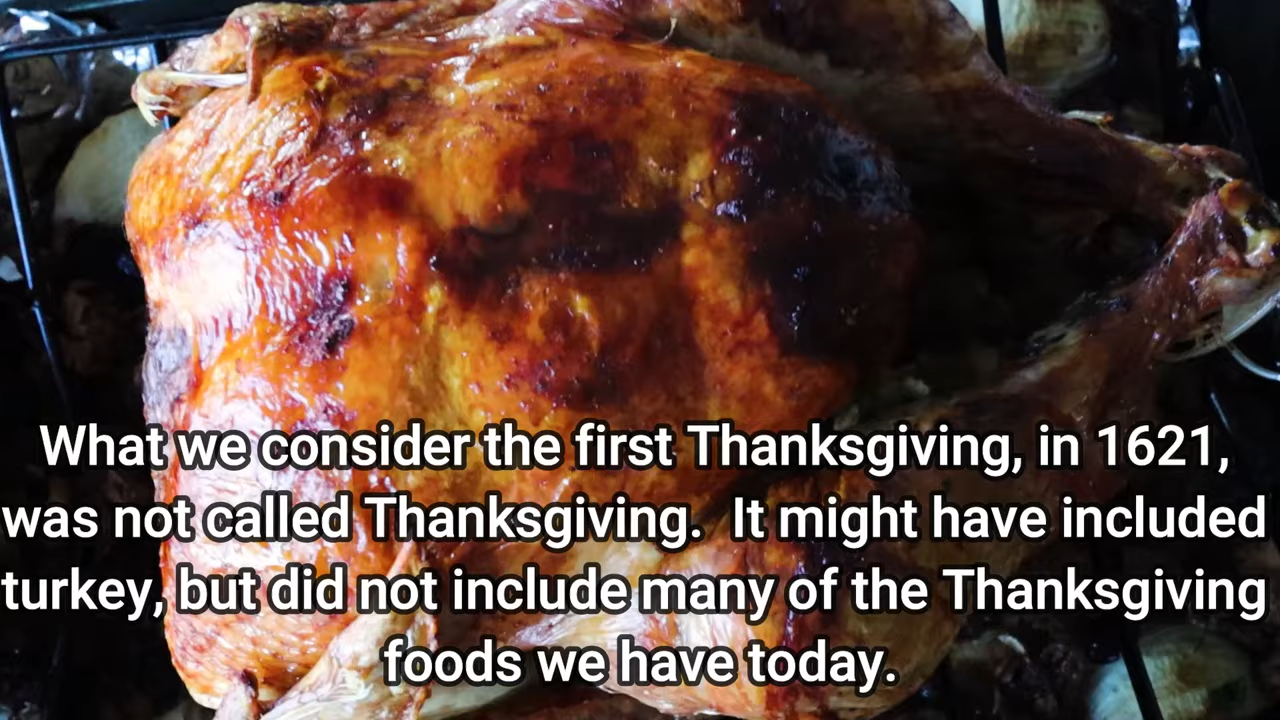 What we consider the first Thanksgiving, in 1621,
was not called Thanksgiving.  It might have included
turkey, but did not include many of the Thanksgiving
foods we have today.